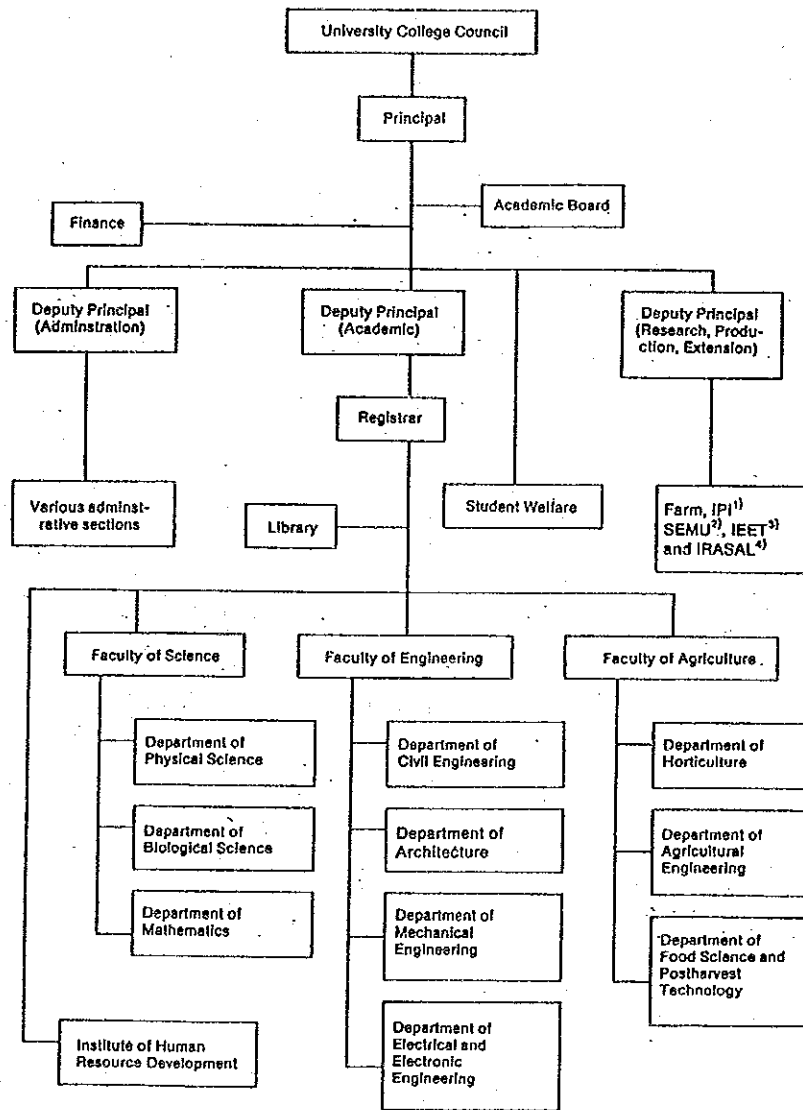 University College Council
Principal
Academic Board
Finance
Deputy Principal
(Adminstration)
Deputy Principal
(Academic)
Deputy Principal
(Research, Produ-
ction, Extension)
Registrar
Various adminst-
rative sections
Student Welfare
Farm, IPI¹⁾
SEMU²⁾, IEET³⁾
and IRASAL⁴⁾
Library
Faculty of Science
Faculty of Engineering
Faculty of Agriculture
Department of
Physical Science
Department of
Civil Engineering
Department of
Horticulture
Department of
Biological Science
Department of
Architecture
Department of
Agricultural
Engineering
Department of
Mathematics
Department of
Mechanical
Engineering
Department of
Food Science and
Postharvest
Technology
Institute of Human
Resource Development
Department of
Electrical and
Electronic
Engineering